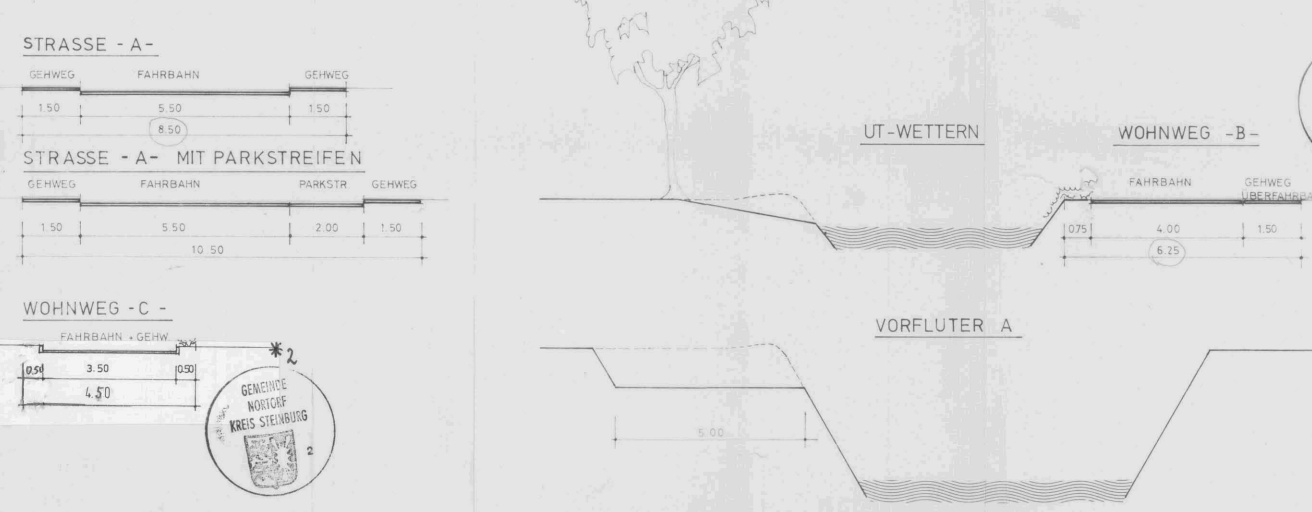 STRASSE - A-
GEHWEG FAHRBAHN GEHWEG
1.50 5.50 1.50
8.50
STRASSE - A- MIT PARKSTREIFEN
GEHWEG FAHRBAHN PARKSTR. GEHWEG
1.50 5.50 2.00 1.50
10.50
WOHNWEG -C -
FAHRBAHN + GEHW.
0.50 3.50 0.50
4.50
*2
GEMEINDE
NORTORF
KREIS STEINBURG
2
UT-WETTERN
WOHNWEG -B-
FAHRBAHN GEHWEG
ÜBERFAHRBA
0.75 4.00 1.50
6.25
VORFLUTER A
5.00